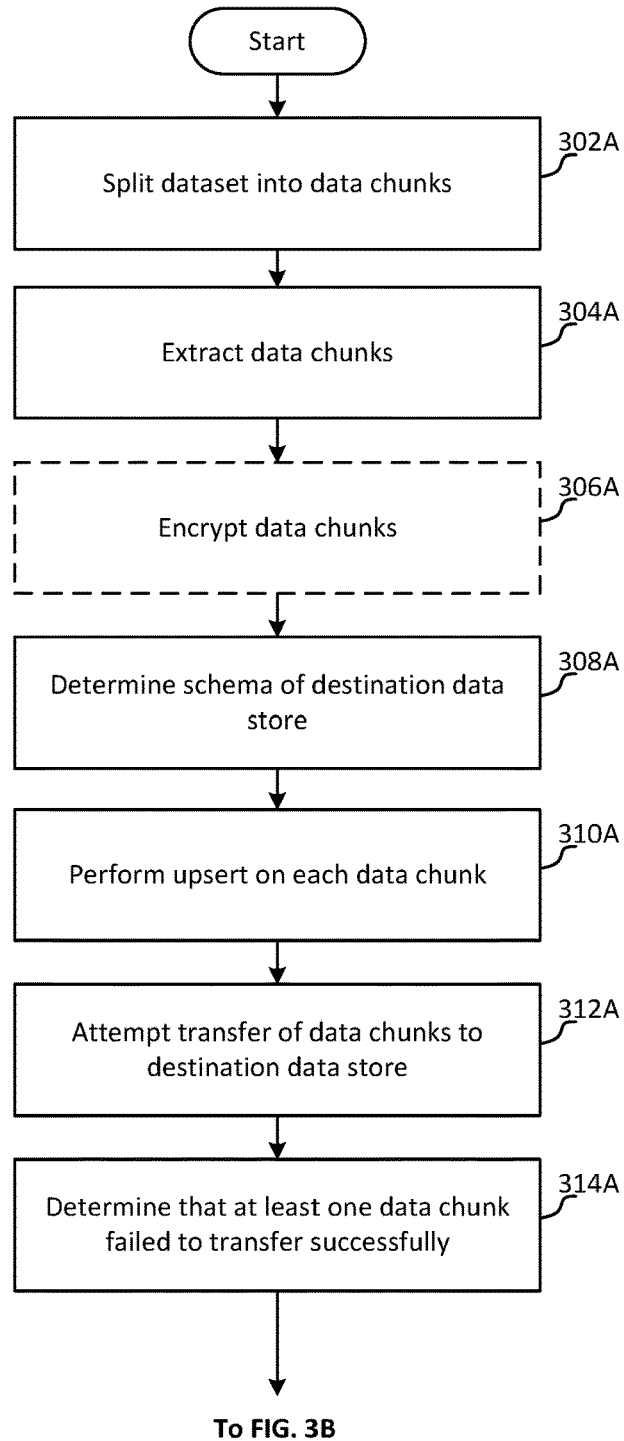 Start
302A
Split dataset into data chunks
304A
Extract data chunks
306A
Encrypt data chunks
308A
Determine schema of destination data
store
310A
Perform upsert on each data chunk
312A
Attempt transfer of data chunks to
destination data store
314A
Determine that at least one data chunk
failed to transfer successfully
To FIG. 3B